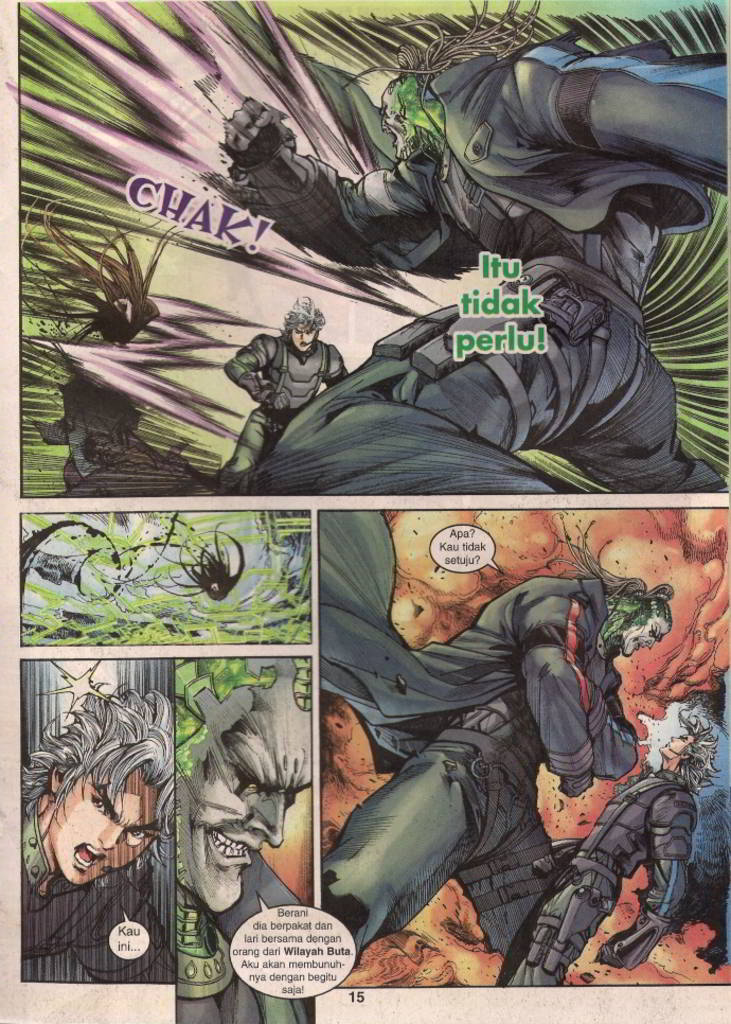 CHAK!
Itu
tidak
perlu!
Apa?
Kau tidak
setuju?
Kau
ini...
Berani
dia berpakat dan
lari bersama dengan
orang dari Wilayah Buta.
Aku akan membunuh-
nya dengan begitu
saja!
15